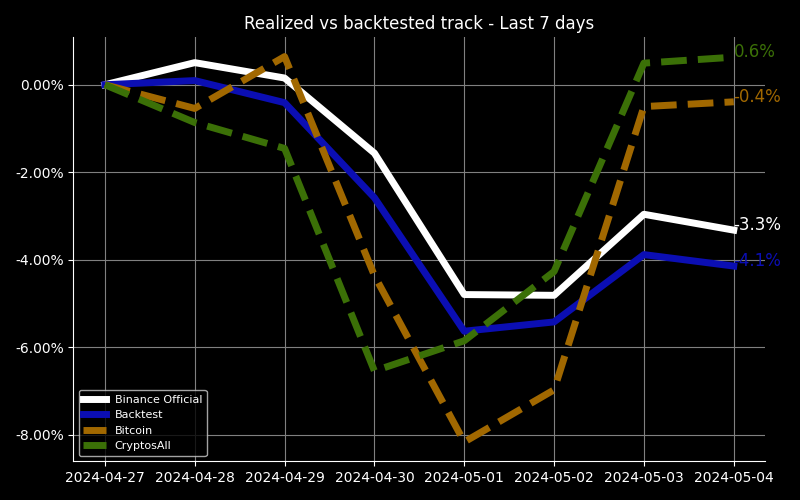 Realized vs backtested track - Last 7 days
0.00%
-2.00%
-4.00%
-6.00%
-8.00%
0.6%
-0.4%
-3.3%
-4.1%
Binance Official
Backtest
Bitcoin
CryptosAll
2024-04-27 2024-04-28 2024-04-29 2024-04-30 2024-05-01 2024-05-02 2024-05-03 2024-05-04